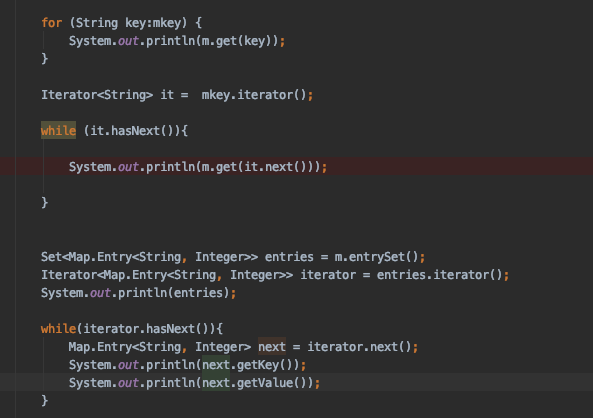 for (String key:mkey) {
System.out.println(m.get(key));
}
Iterator<String> it =  mkey.iterator();
while (it.hasNext()){
System.out.println(m.get(it.next()));
}
Set<Map.Entry<String, Integer>> entries = m.entrySet();
Iterator<Map.Entry<String, Integer>> iterator = entries.iterator();
System.out.println(entries);
while(iterator.hasNext()){
Map.Entry<String, Integer> next = iterator.next();
System.out.println(next.getKey());
System.out.println(next.getValue());
}